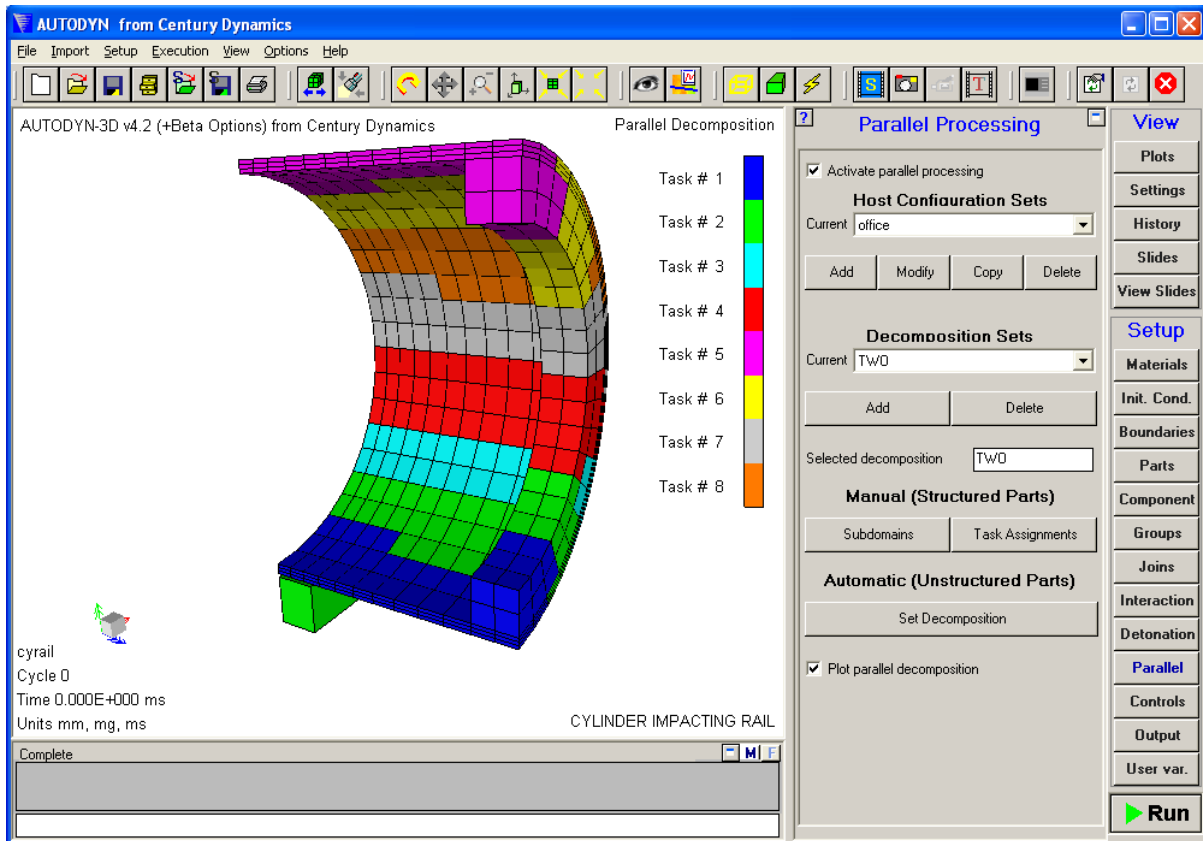 AUTODYN from Century Dynamics
File Import Setup Execution View Options Help
S T
AUTODYN-3D v4.2 (+Beta Options) from Century Dynamics
Parallel Decomposition
Task # 1
Task # 2
Task # 3
Task # 4
Task # 5
Task # 6
Task # 7
Task # 8
cyrail
Cycle 0
Time 0.000E+000 ms
Units mm, mg, ms
CYLINDER IMPACTING RAIL
Complete
M F
? Parallel Processing
Activate parallel processing
Host Configuration Sets
Current office
Add Modify Copy Delete
Decomposition Sets
Current TWO
Add Delete
Selected decomposition TWO
Manual (Structured Parts)
Subdomains Task Assignments
Automatic (Unstructured Parts)
Set Decomposition
Plot parallel decomposition
View
Plots
Settings
History
Slides
View Slides
Setup
Materials
Init. Cond.
Boundaries
Parts
Component
Groups
Joins
Interaction
Detonation
Parallel
Controls
Output
User var.
Run